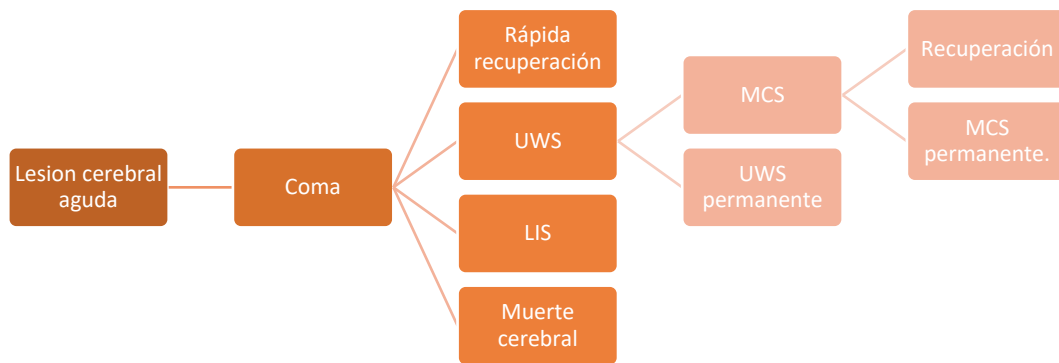 Lesion cerebral
aguda
Coma
Rápida
recuperación
UWS
LIS
Muerte
cerebral
MCS
UWS
permanente
Recuperación
MCS
permanente.